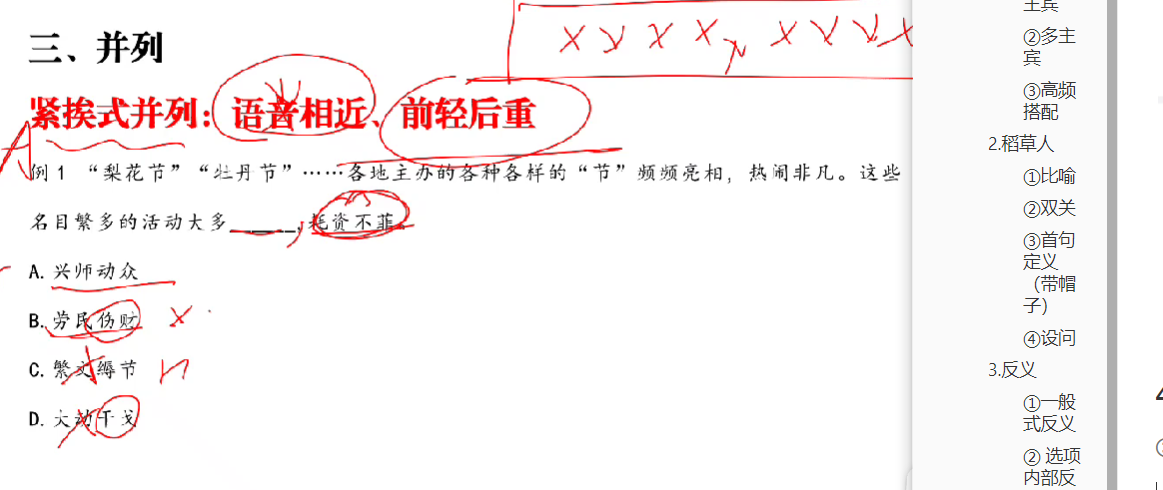 三、并列
紧挨式并列：语音相近、前轻后重
例 1 “梨花节”“牡丹节”……各地主办的各种各样的“节”频频亮相，热闹非凡。这些
名目繁多的活动大多______，耗资不菲。
A. 兴师动众
B. 劳民伤财
C. 繁文缛节
D. 大动干戈
主宾
②多主
宾
③高频
搭配
2.稻草人
①比喻
②双关
③首句
定义
（带帽
子）
④设问
3.反义
①一般
式反义
② 选项
内部反